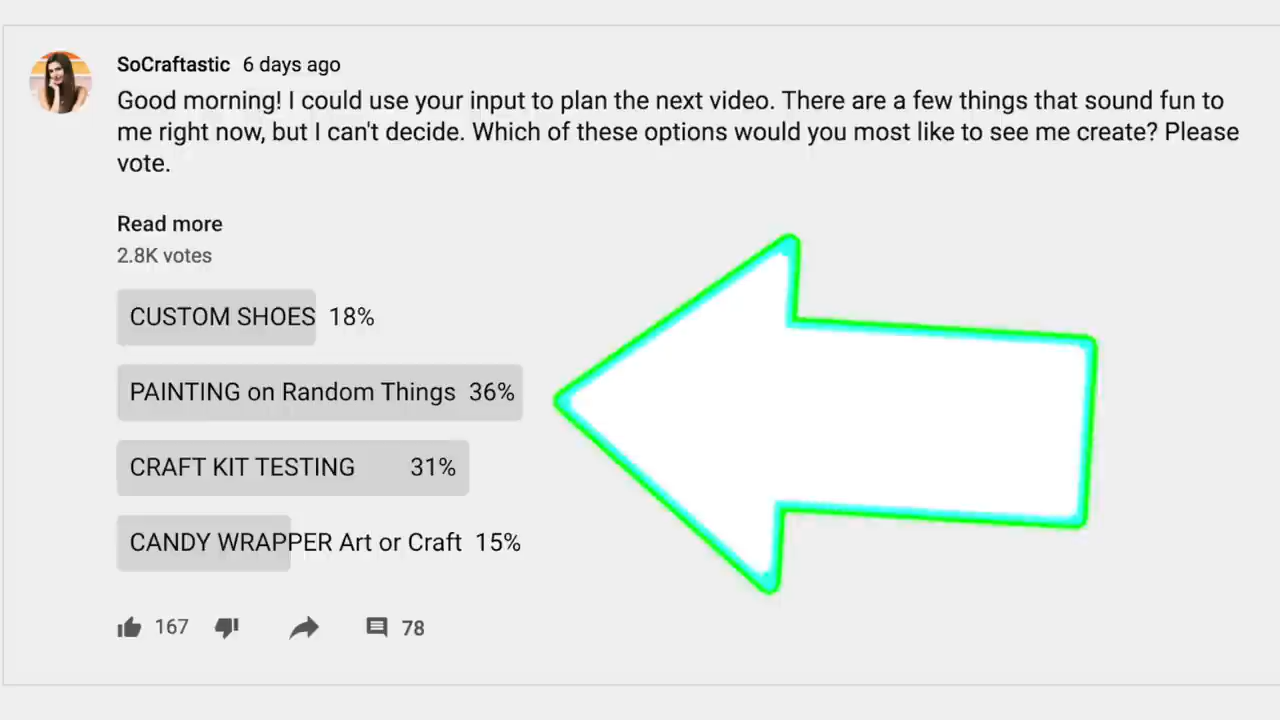 SoCraftastic 6 days ago
Good morning! I could use your input to plan the next video. There are a few things that sound fun to
me right now, but I can't decide. Which of these options would you most like to see me create? Please
vote.
Read more
2.8K votes
CUSTOM SHOES 18%
PAINTING on Random Things 36%
CRAFT KIT TESTING 31%
CANDY WRAPPER Art or Craft 15%
167 78